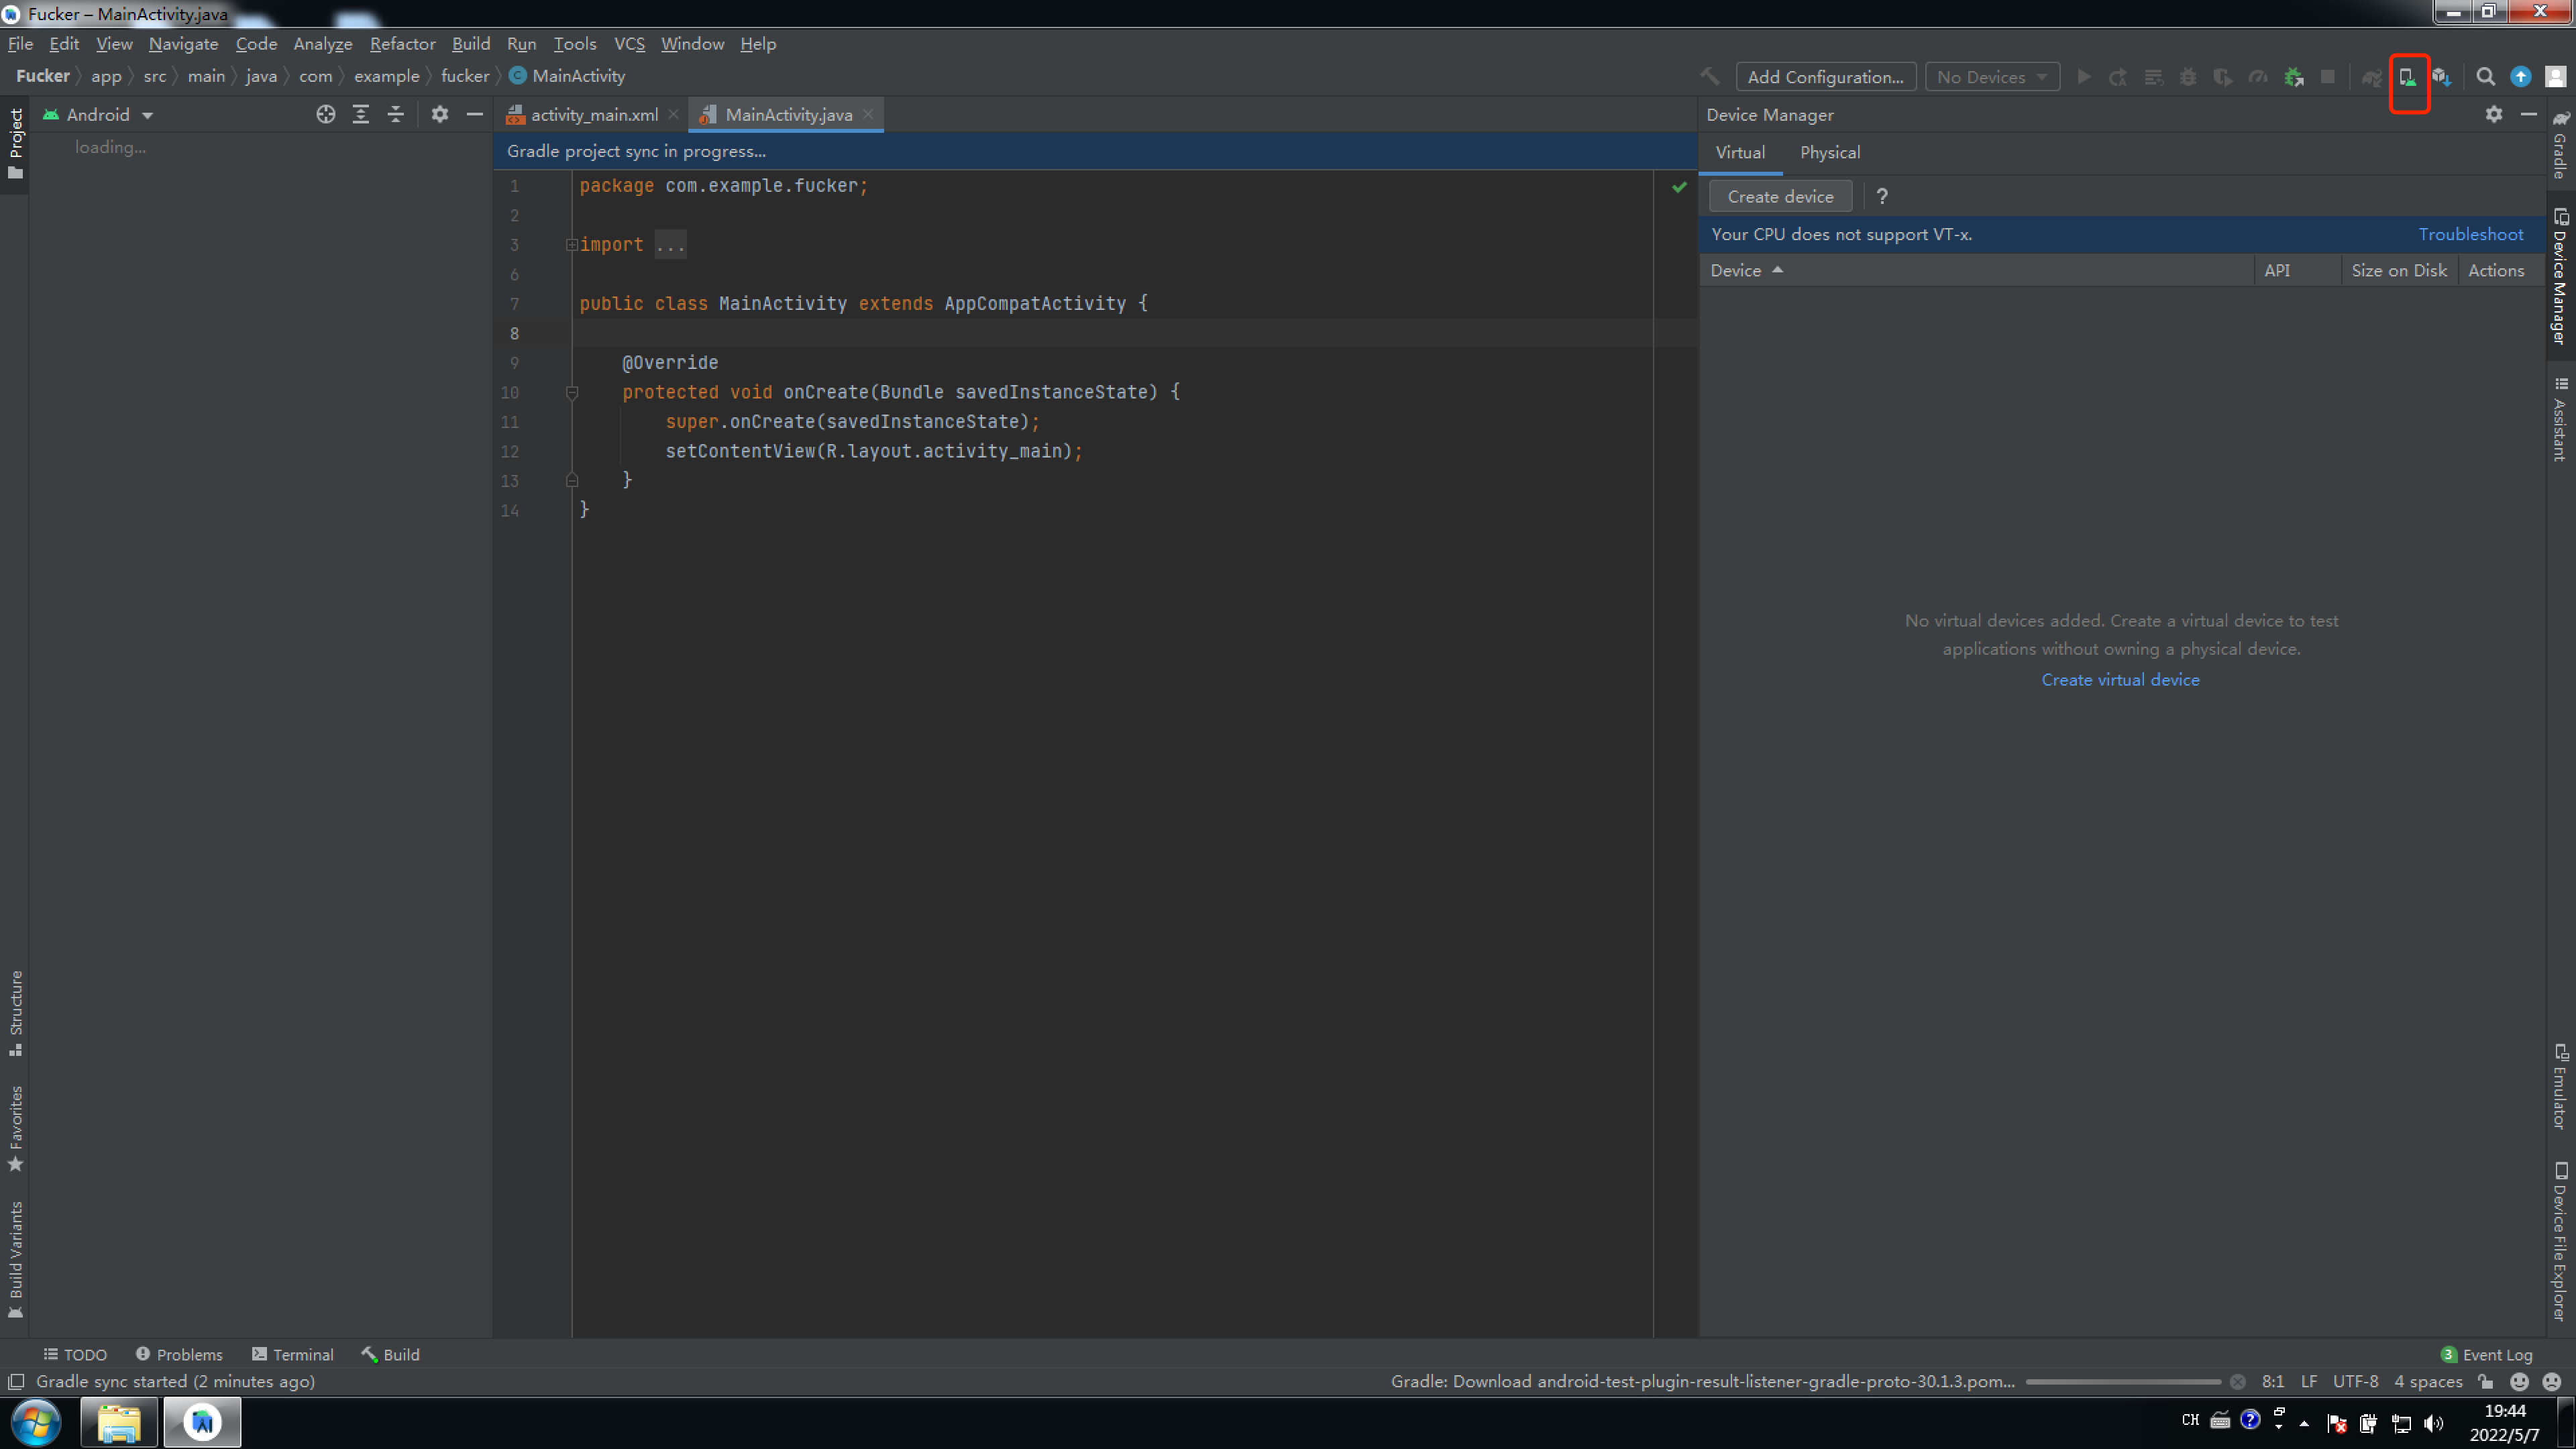 Fucker – MainActivity.java
File Edit View Navigate Code Analyze Refactor Build Run Tools VCS Window Help
Fucker app src main java com example fucker C MainActivity
Add Configuration... No Devices
Project
Android
loading...
activity_main.xml MainActivity.java
Gradle project sync in progress...
1 package com.example.fucker;
2
3 import ...
6
7 public class MainActivity extends AppCompatActivity {
8
9 @Override
10 protected void onCreate(Bundle savedInstanceState) {
11 super.onCreate(savedInstanceState);
12 setContentView(R.layout.activity_main);
13 }
14 }
Device Manager
Virtual Physical
Create device ?
Your CPU does not support VT-x. Troubleshoot
Device API Size on Disk Actions
No virtual devices added. Create a virtual device to test
applications without owning a physical device.
Create virtual device
Gradle
Device Manager
Assistant
Emulator
Device File Explorer
Structure
Favorites
Build Variants
TODO Problems Terminal Build
3 Event Log
Gradle sync started (2 minutes ago)
Gradle: Download android-test-plugin-result-listener-gradle-proto-30.1.3.pom...
8:1 LF UTF-8 4 spaces
CH ?
19:44
2022/5/7